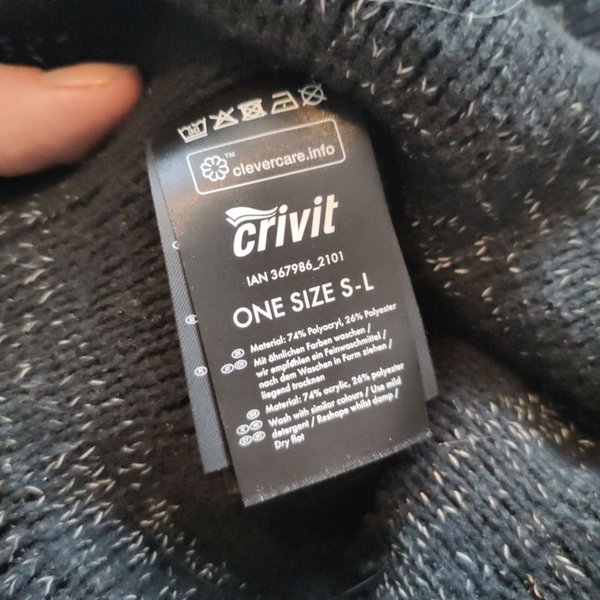 30
clevercare.info
crivit
IAN 367986_2101
ONE SIZE S-L
Material: 74% Polyacryl, 26% Polyester
Mit ähnlichen Farben waschen /
wir empfehlen ein Feinwaschmittel /
nach dem Waschen in Form ziehen /
liegend trocknen
Material: 74% acrylic, 26% polyester
Wash with similar colours / Use mild
detergent / Reshape whilst damp /
Dry flat